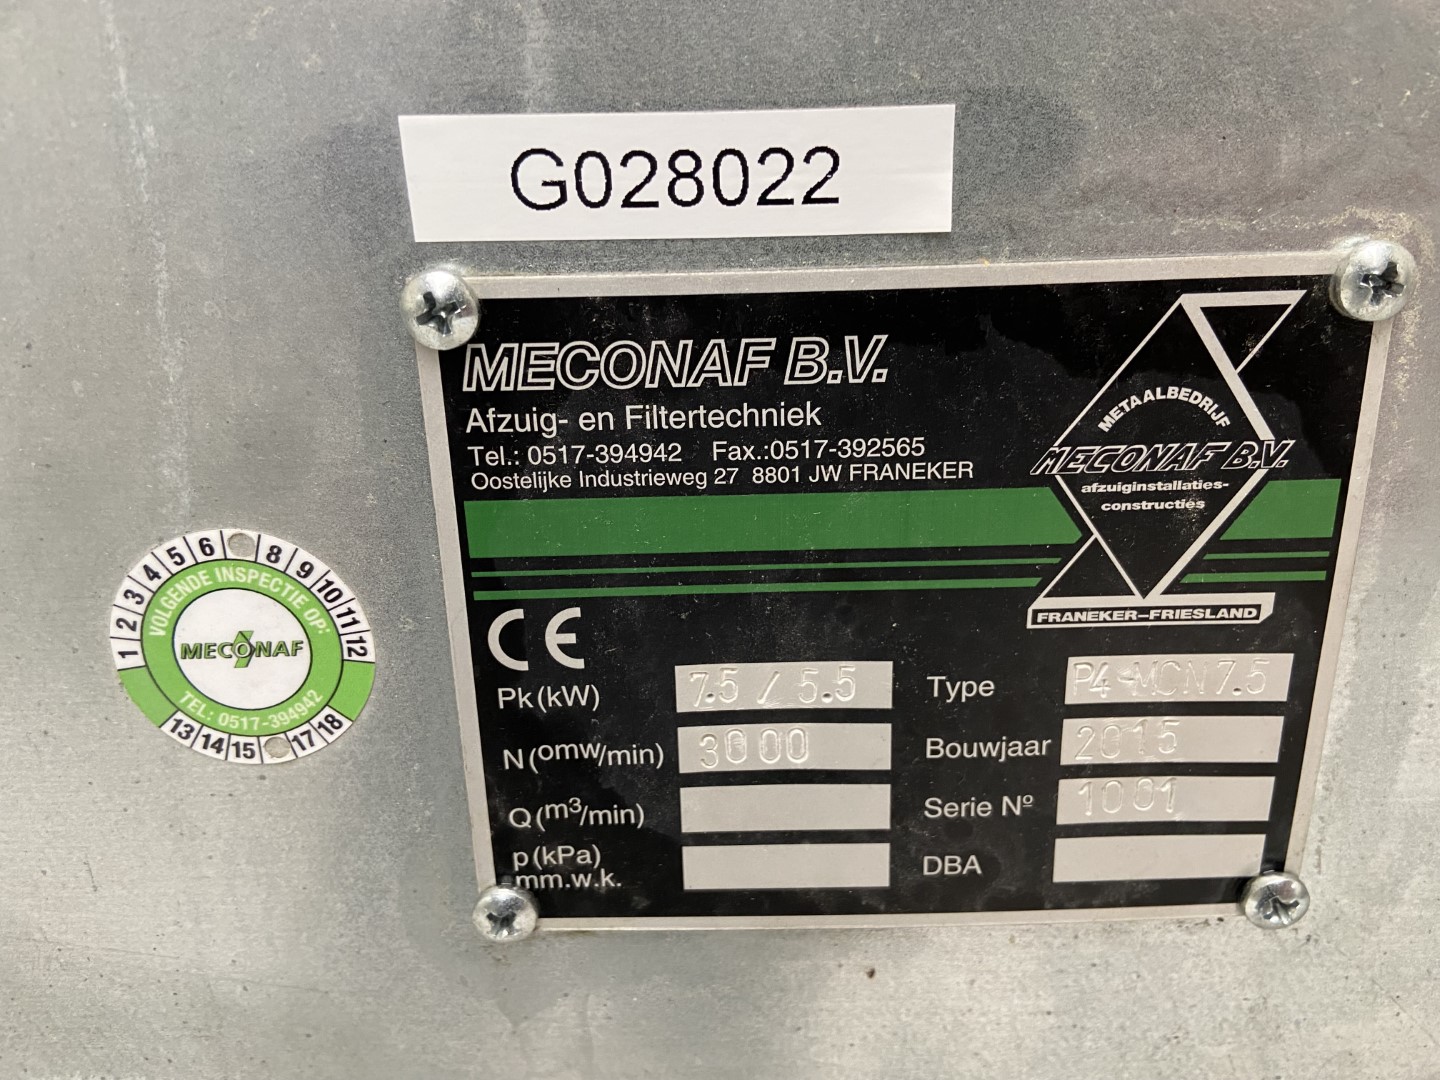 G028022
MECONAF B.V.
Afzuig- en Filtertechniek
Tel.: 0517-394942 Fax.:0517-392565
Oostelijke Industrieweg 27 8801 JW FRANEKER
METAALBEDRIJF
MECONAF B.V.
afzuiginstallaties-
constructies
FRANEKER-FRIESLAND
CE
Pk (kW) 7.5 / 5.5
N (omw/min) 3000
Q (m³/min)
p (kPa)
mm.w.k.
Type P4-MCN7.5
Bouwjaar 2015
Serie Nº 1001
DBA
1 2 3 4 5 6 8 9 10 11 12
VOLGENDE INSPECTIE OP:
MECONAF
TEL: 0517-394942
13 14 15 17 18